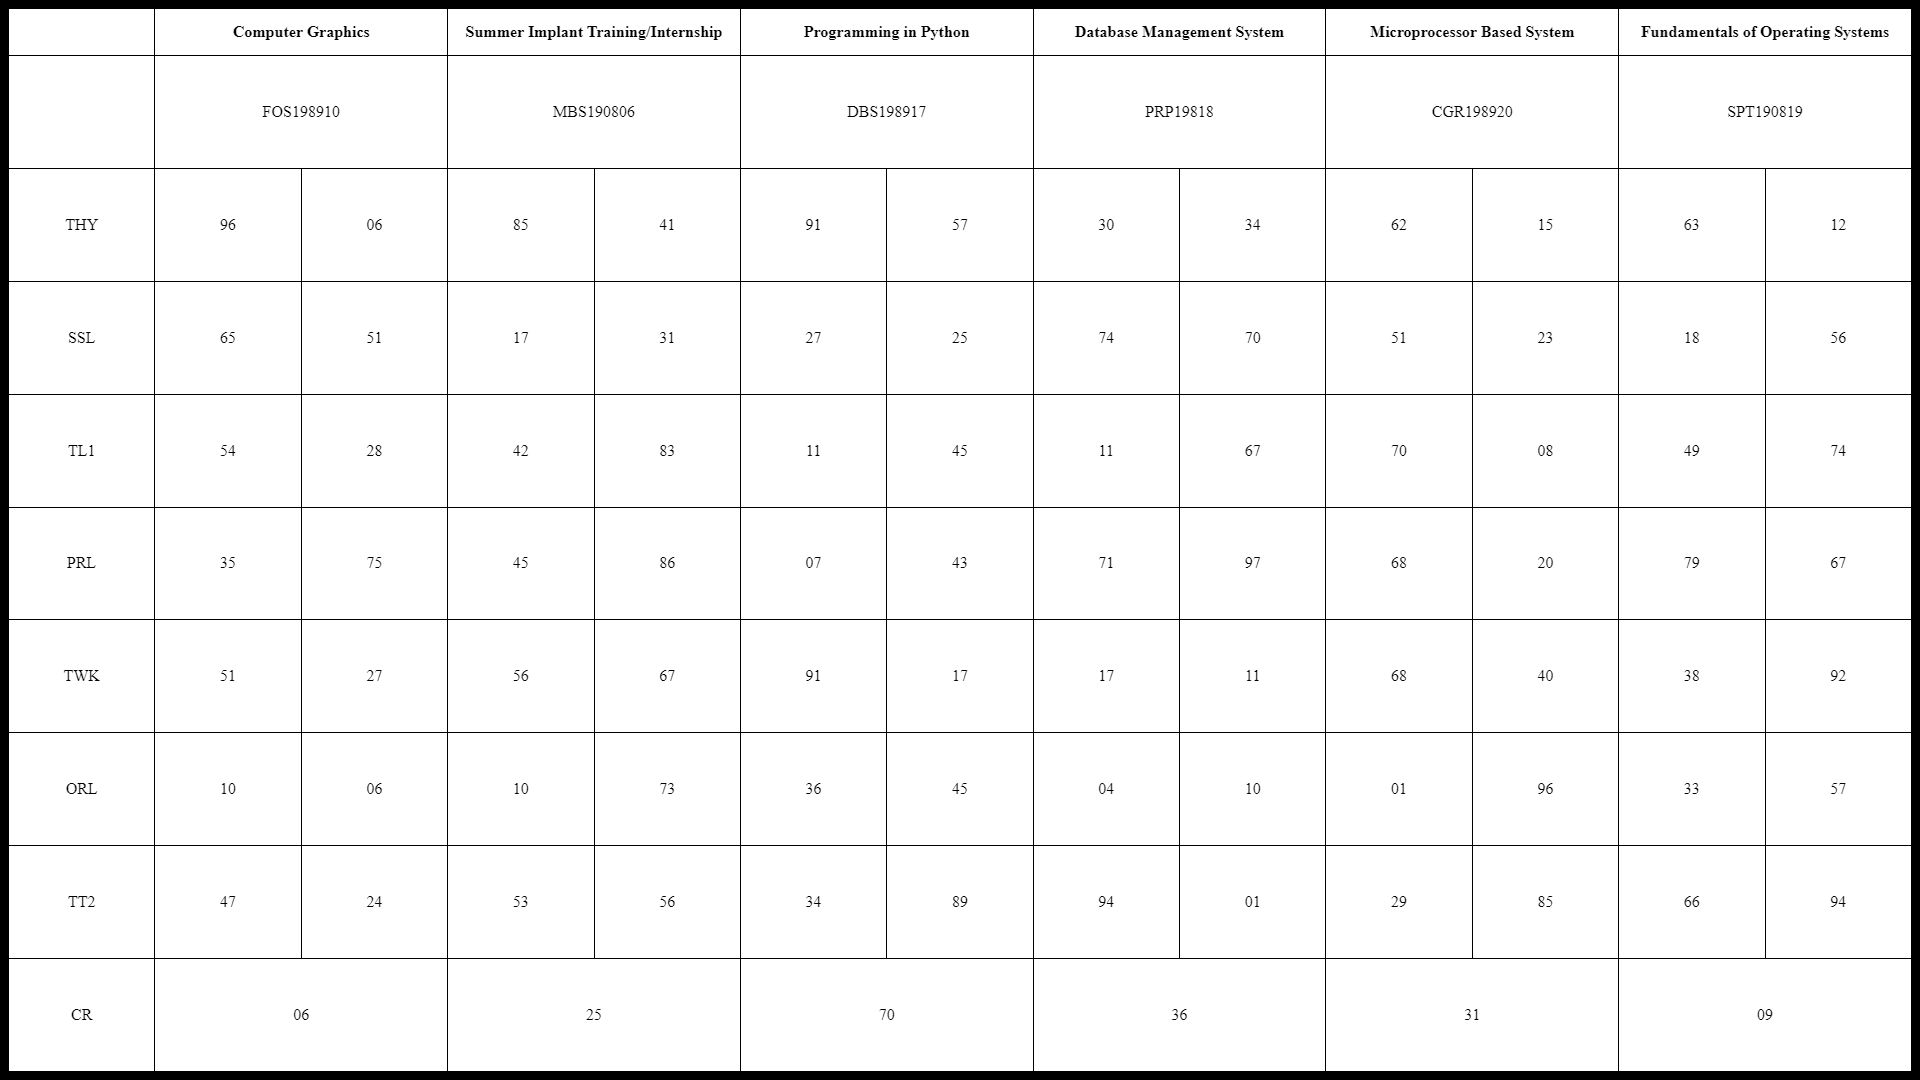 Computer Graphics Summer Implant Training/Internship Programming in Python Database Management System Microprocessor Based System Fundamentals of Operating Systems
FOS198910 MBS190806 DBS198917 PRP19818 CGR198920 SPT190819
THY 96 06 85 41 91 57 30 34 62 15 63 12
SSL 65 51 17 31 27 25 74 70 51 23 18 56
TL1 54 28 42 83 11 45 11 67 70 08 49 74
PRL 35 75 45 86 07 43 71 97 68 20 79 67
TWK 51 27 56 67 91 17 17 11 68 40 38 92
ORL 10 06 10 73 36 45 04 10 01 96 33 57
TT2 47 24 53 56 34 89 94 01 29 85 66 94
CR 06 25 70 36 31 09